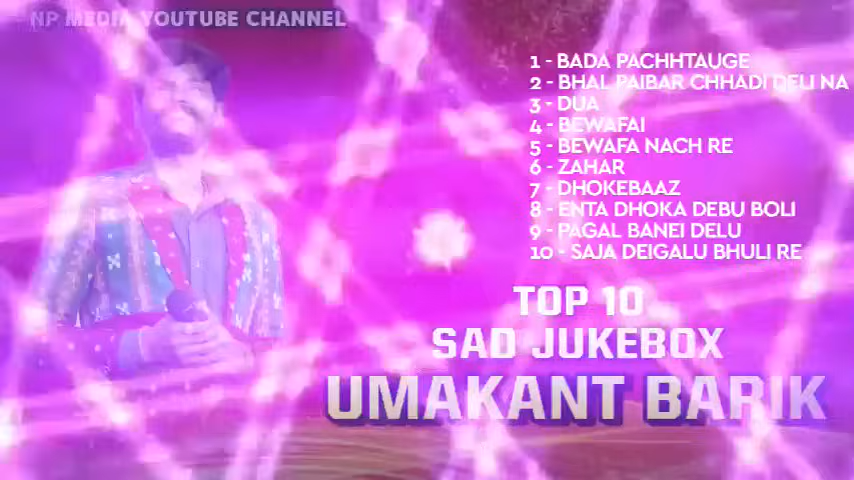 NP MEDIA YOUTUBE CHANNEL
1 - BADA PACHHTAUGE
2 - BHAL PAIBAR CHHADI DELI NA
3 - DUA
4 - BEWAFAI
5 - BEWAFA NACH RE
6 - ZAHAR
7 - DHOKEBAAZ
8 - ENTA DHOKA DEBU BOLI
9 - PAGAL BANEI DELU
10 - SAJA DEIGALU BHULI RE
TOP 10
SAD JUKEBOX
UMAKANT BARIK